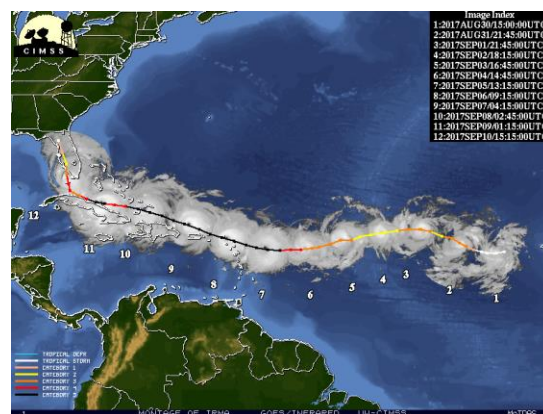 CIMSS
Image Index
1:2017AUG30/15:00:00UTC
2:2017AUG31/21:45:00UTC
3:2017SEP01/21:45:00UTC
4:2017SEP02/18:15:00UTC
5:2017SEP03/16:45:00UTC
6:2017SEP04/14:45:00UTC
7:2017SEP05/13:15:00UTC
8:2017SEP06/09:15:00UTC
9:2017SEP07/04:15:00UTC
10:2017SEP08/02:45:00UTC
11:2017SEP09/01:15:00UTC
12:2017SEP10/15:15:00UTC
12
11
10
9
8
7
6
5
4
3
2
1
TROPICAL DEPR
TROPICAL STORM
CATEGORY 1
CATEGORY 2
CATEGORY 3
CATEGORY 4
CATEGORY 5
MONTAGE OF IRMA GOES/INFRARED UW-CIMSS McIDAS